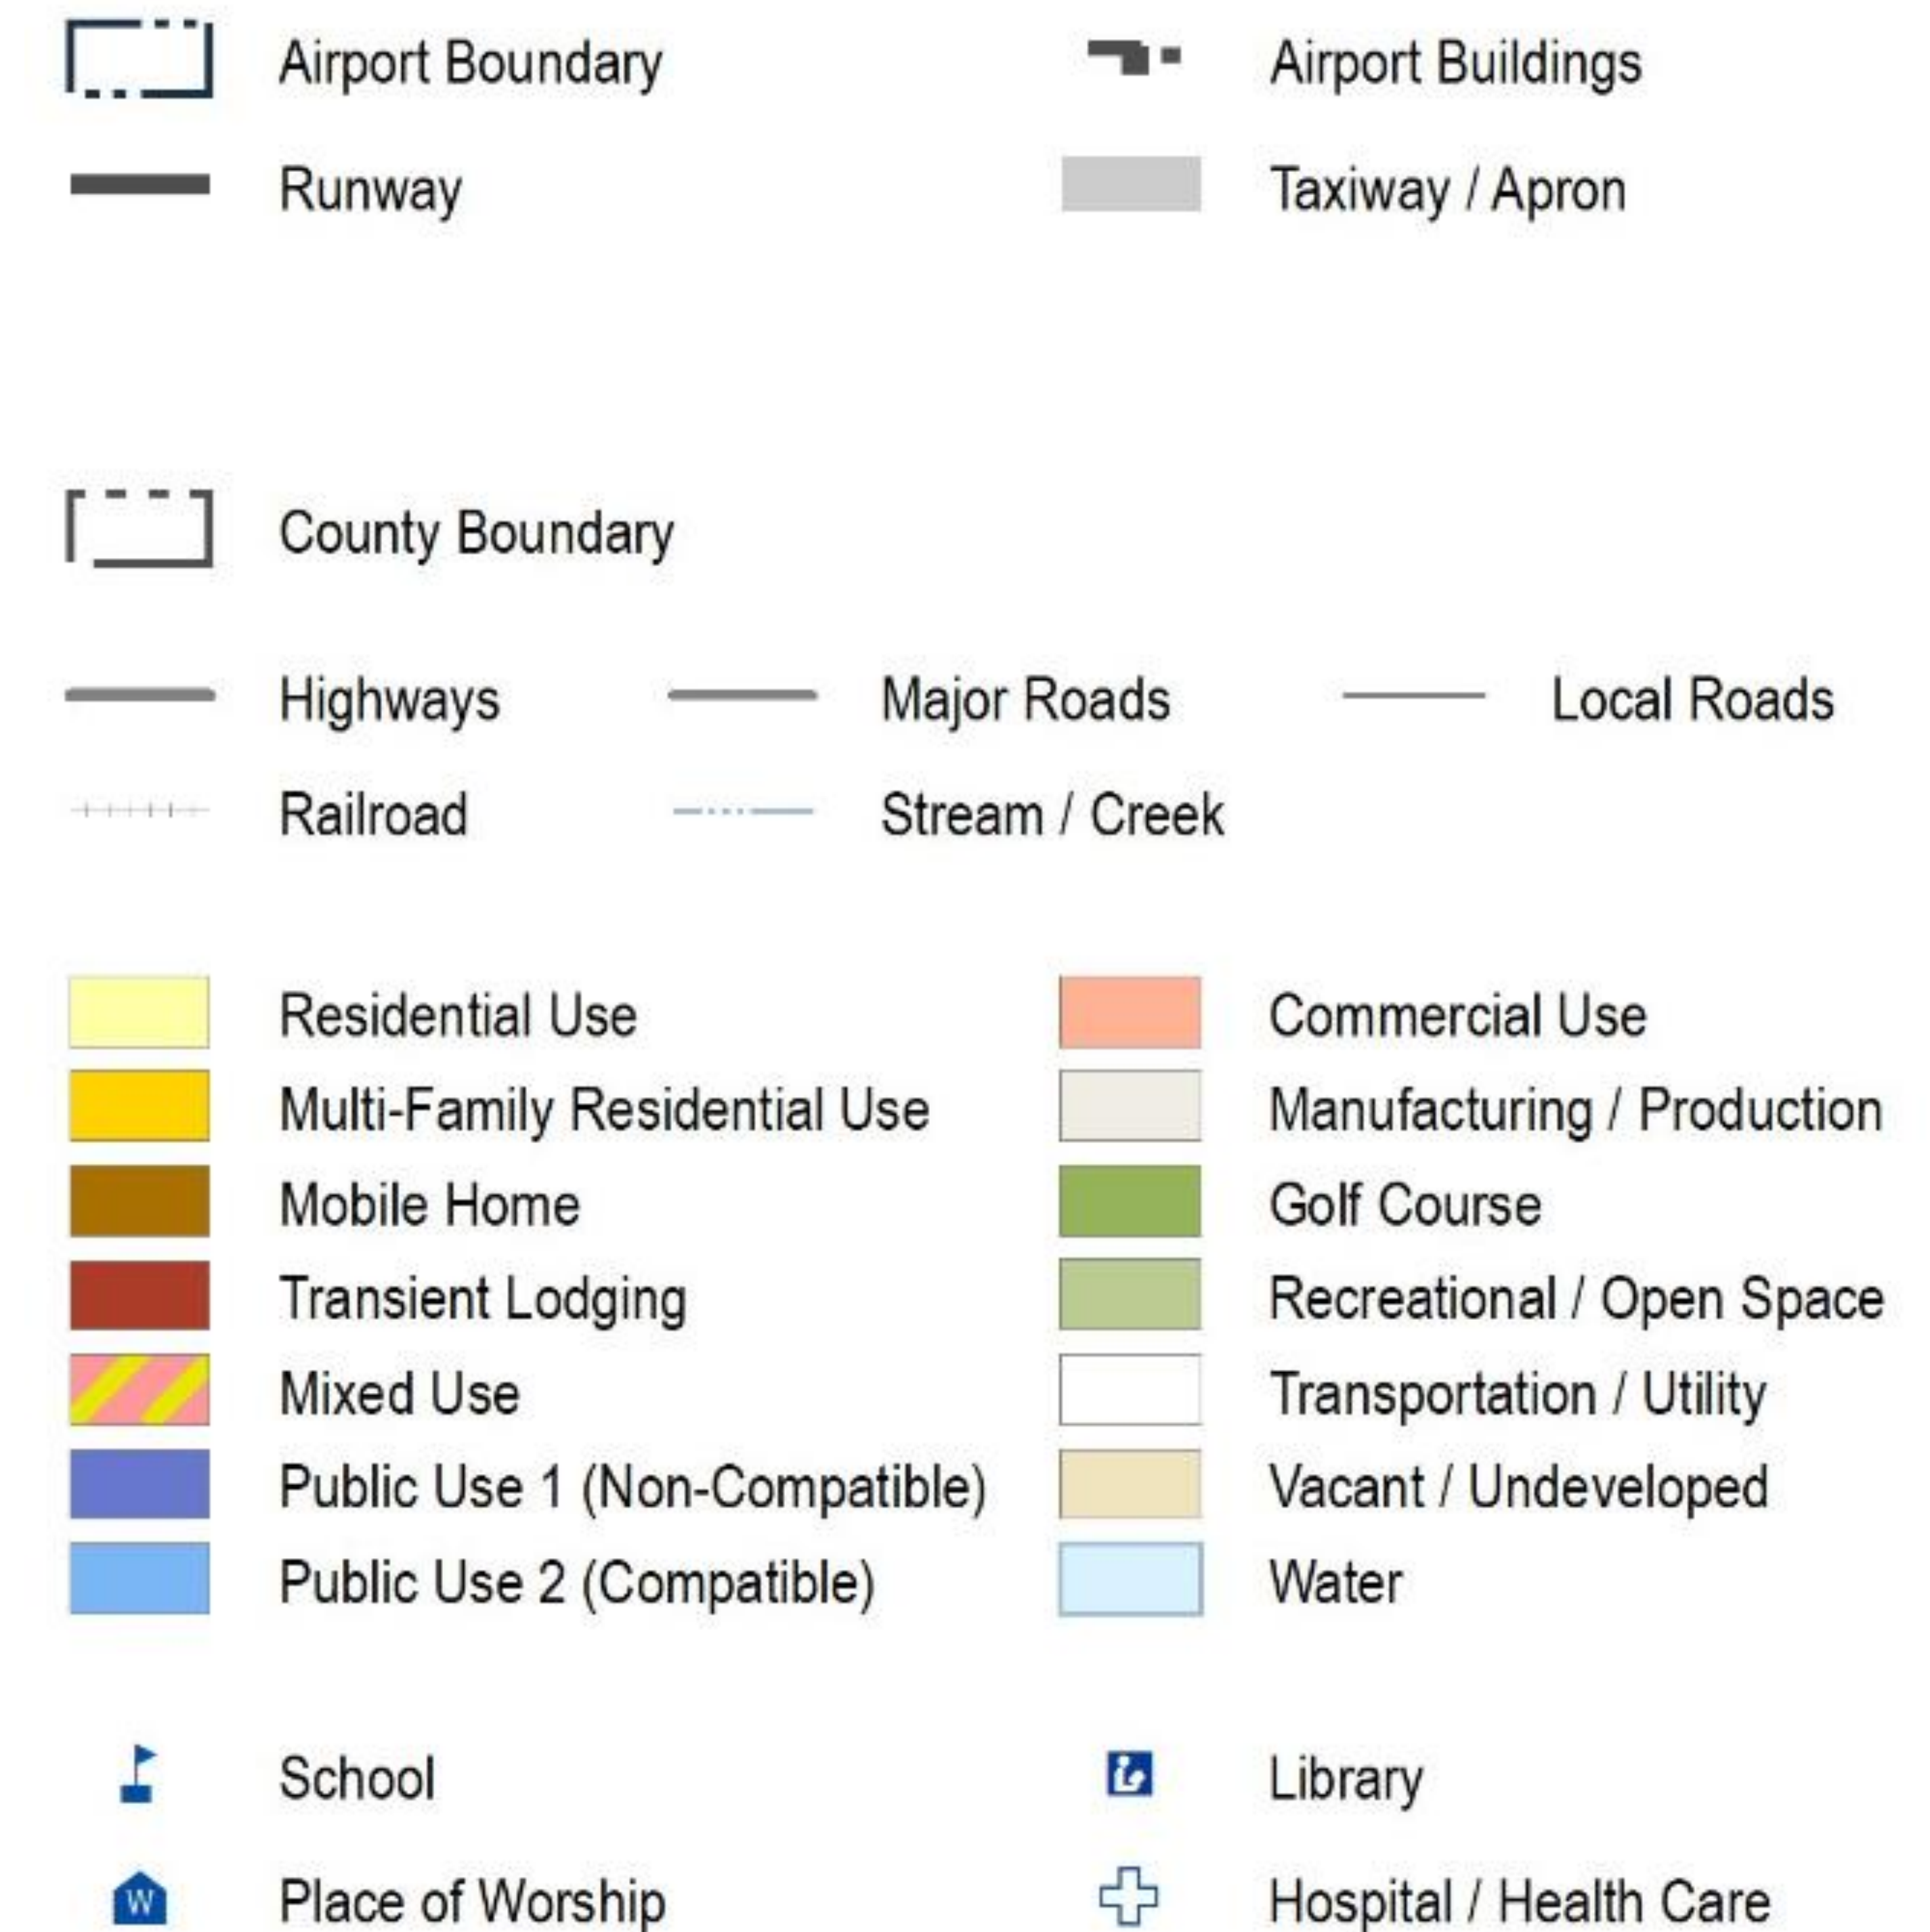 Airport Boundary
Airport Buildings
Runway
Taxiway / Apron
County Boundary
Highways
Major Roads
Local Roads
Railroad
Stream / Creek
Residential Use
Commercial Use
Multi-Family Residential Use
Manufacturing / Production
Mobile Home
Golf Course
Transient Lodging
Recreational / Open Space
Mixed Use
Transportation / Utility
Public Use 1 (Non-Compatible)
Vacant / Undeveloped
Public Use 2 (Compatible)
Water
School
Library
W
Place of Worship
Hospital / Health Care